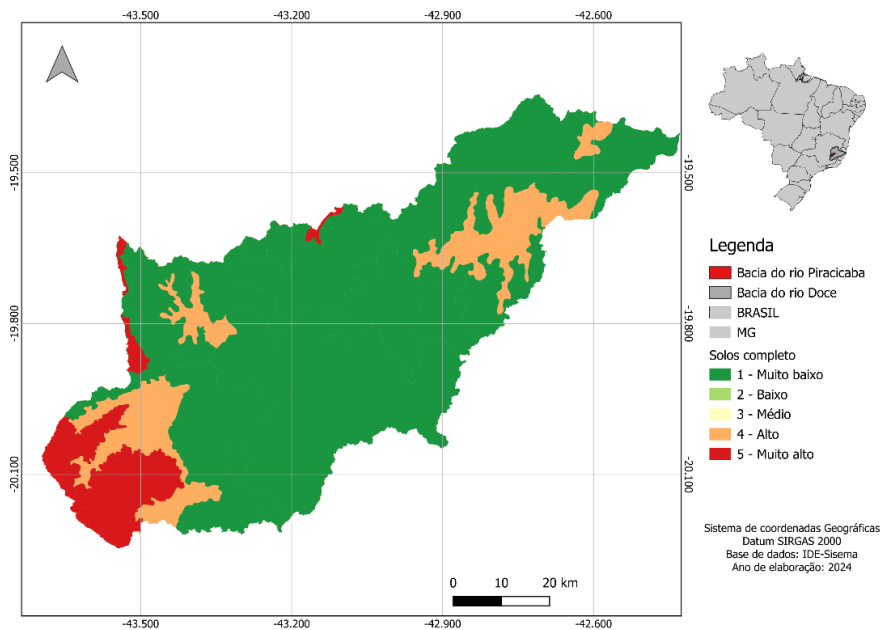 -43.500
-43.200
-42.900
-42.600
-19.500
-19.500
-19.800
-19.800
-20.100
-20.100
0
10
20 km
-43.500
-43.200
-42.900
-42.600
Legenda
Bacia do rio Piracicaba
Bacia do rio Doce
BRASIL
MG
Solos completo
1 - Muito baixo
2 - Baixo
3 - Médio
4 - Alto
5 - Muito alto
Sistema de coordenadas Geográficas
Datum SIRGAS 2000
Base de dados: IDE-Sisema
Ano de elaboração: 2024